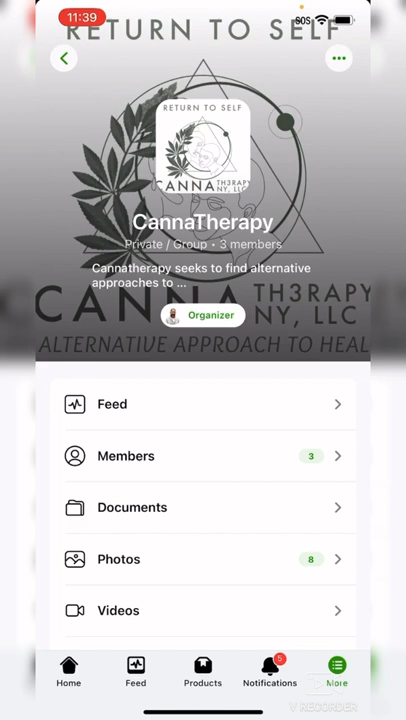 11:39
SOS
RETURN TO SELF
RETURN TO SELF
CANNA TH3RAPY
NY, LLC
CannaTherapy
Private / Group • 3 members
Cannatherapy seeks to find alternative
approaches to ...
CANNA TH3RAPY
NY, LLC
Organizer
ALTERNATIVE APPROACH TO HEAL
Feed
Members 3
Documents
Photos 8
Videos
5
Home Feed Products Notifications More
V RECORDER